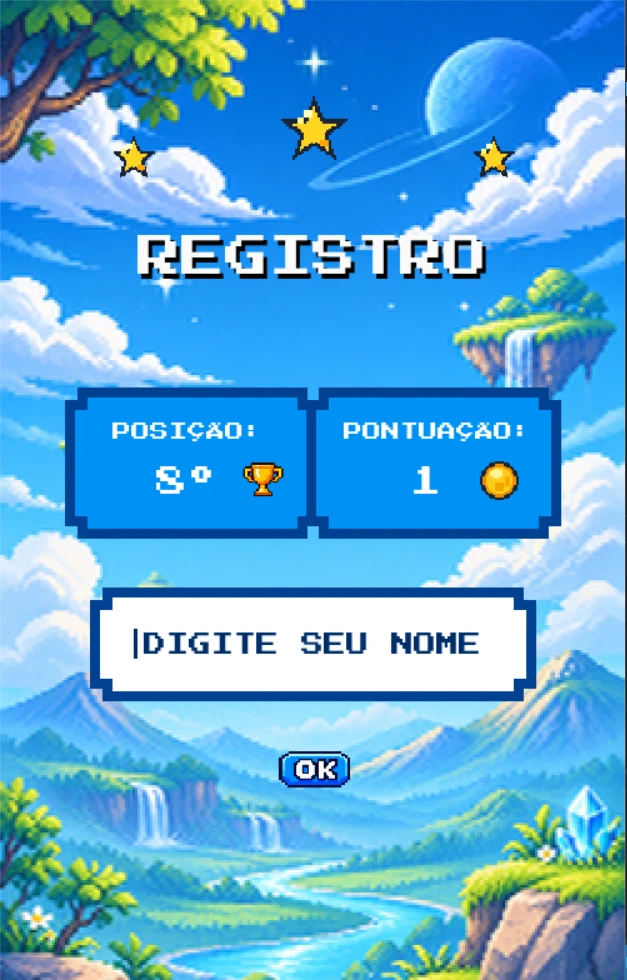 REGISTRO
POSIÇÃO:
8º
PONTUAÇÃO:
1
DIGITE SEU NOME
OK